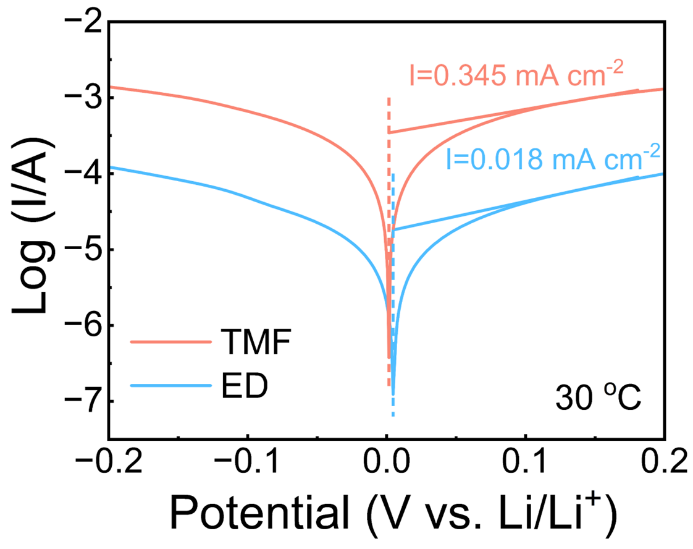 −2
−3
−4
−5
−6
−7
Log (I/A)
I=0.345 mA cm⁻²
I=0.018 mA cm⁻²
TMF
ED
30 ºC
−0.2
−0.1
0.0
0.1
0.2
Potential (V vs. Li/Li⁺)